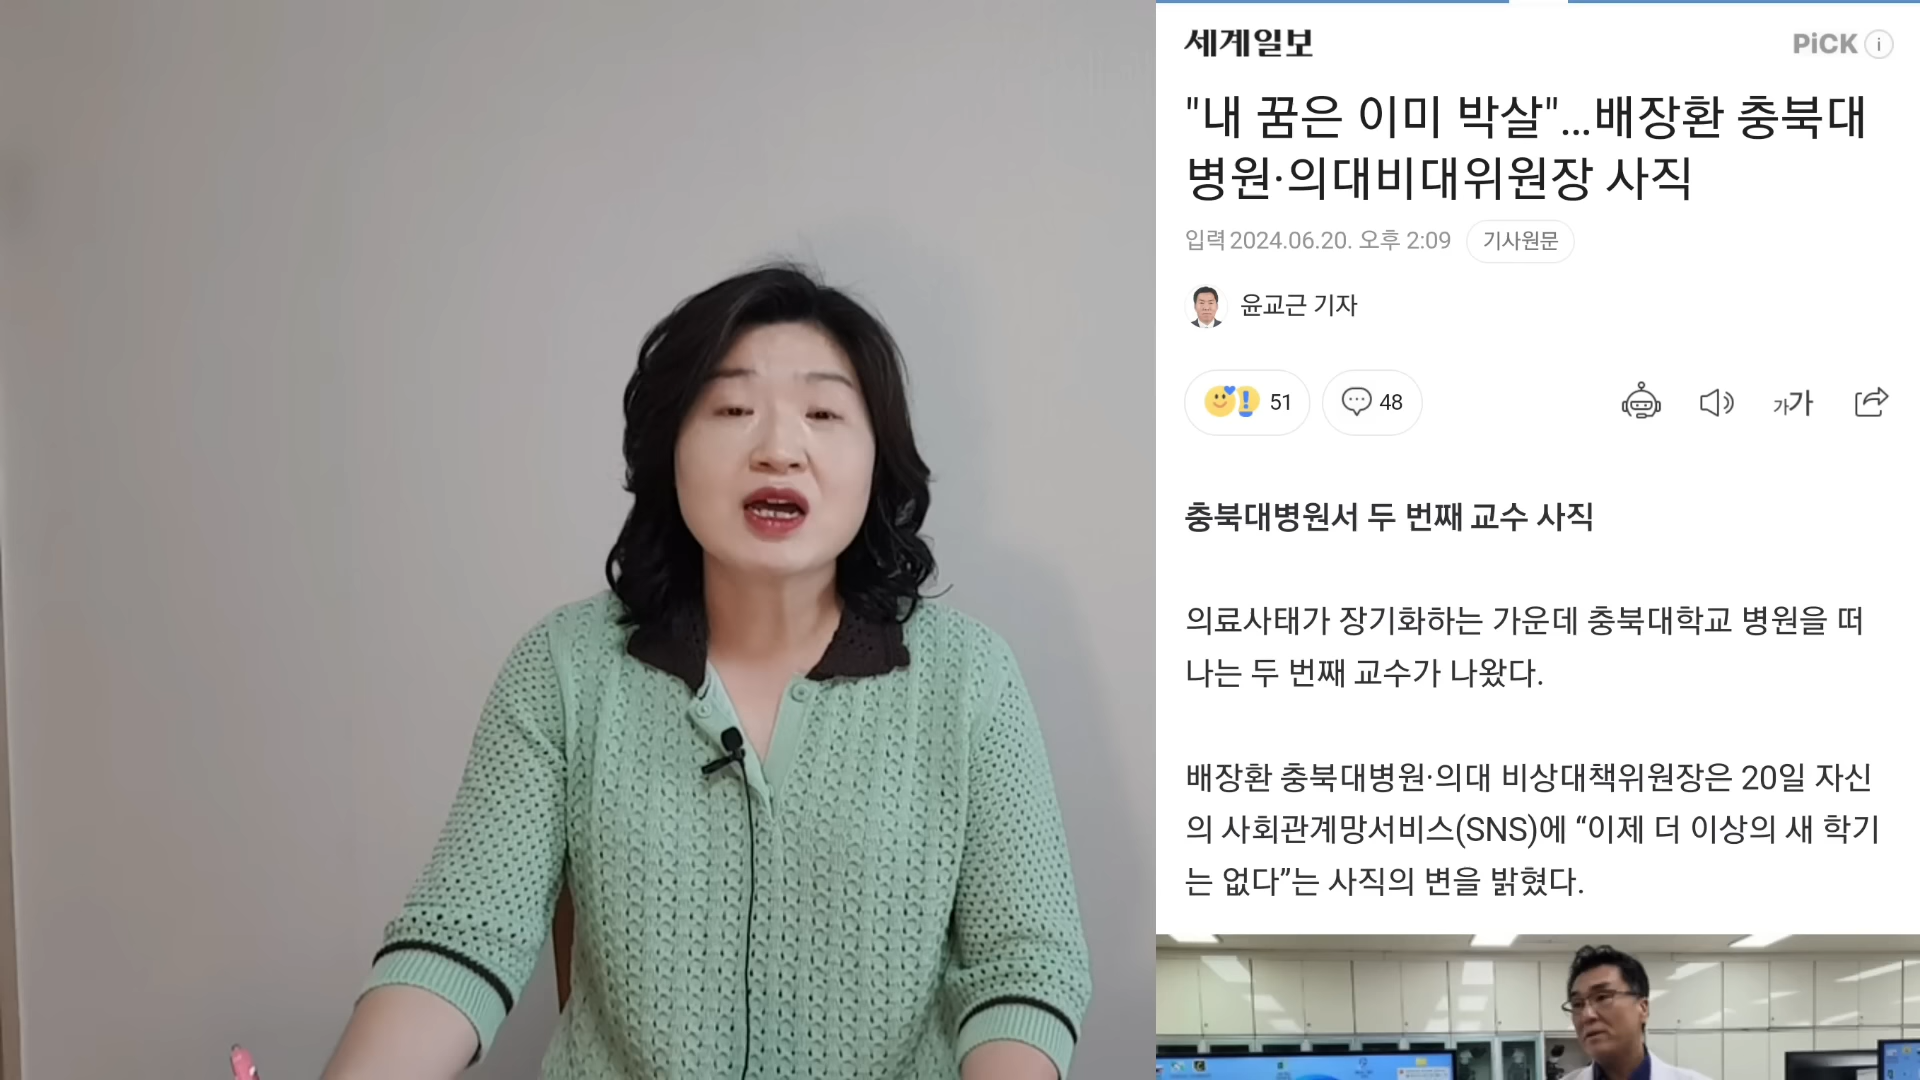 세계일보
PiCK i
"내 꿈은 이미 박살"...배장환 충북대
병원·의대비대위원장 사직
입력 2024.06.20. 오후 2:09 기사원문
윤교근 기자
51 48 가가
충북대병원서 두 번째 교수 사직
의료사태가 장기화하는 가운데 충북대학교 병원을 떠
나는 두 번째 교수가 나왔다.
배장환 충북대병원·의대 비상대책위원장은 20일 자신
의 사회관계망서비스(SNS)에 “이제 더 이상의 새 학기
는 없다”는 사직의 변을 밝혔다.